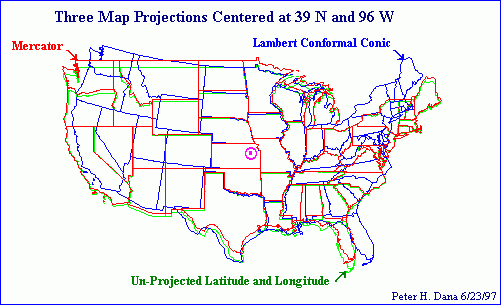 Three Map Projections Centered at 39 N and 96 W
Mercator
Lambert Conformal Conic
Un-Projected Latitude and Longitude
Peter H. Dana 6/23/97